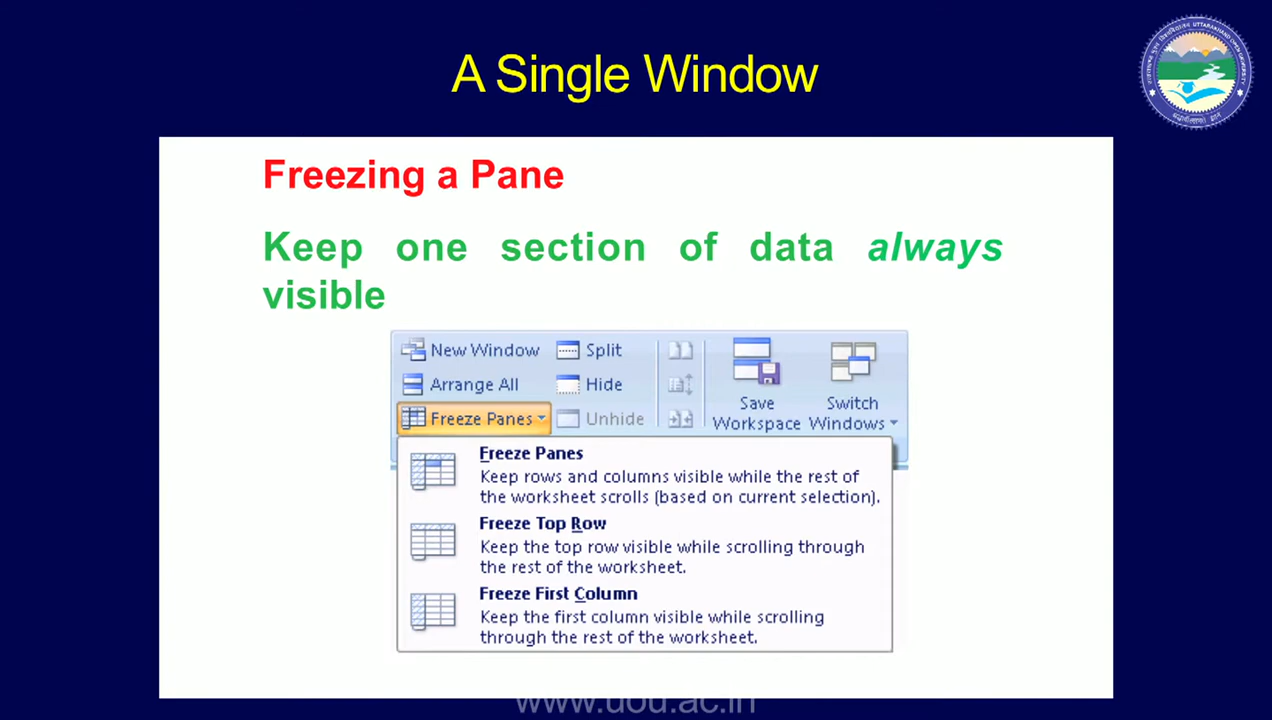 A Single Window
Freezing a Pane
Keep one section of data always
visible
New Window
Split
Arrange All
Hide
Freeze Panes
Unhide
Save
Workspace
Switch
Windows
Freeze Panes
Keep rows and columns visible while the rest of
the worksheet scrolls (based on current selection).
Freeze Top Row
Keep the top row visible while scrolling through
the rest of the worksheet.
Freeze First Column
Keep the first column visible while scrolling
through the rest of the worksheet.
www.uou.ac.in
UTTARAKHAND OPEN UNIVERSITY